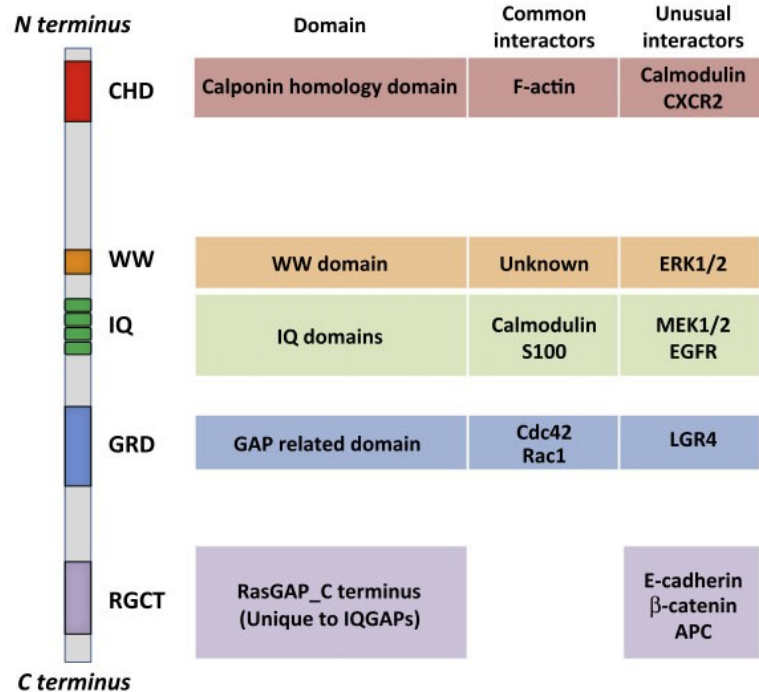 N terminus
Domain
Common
interactors
Unusual
interactors
CHD
Calponin homology domain
F-actin
Calmodulin
CXCR2
WW
WW domain
Unknown
ERK1/2
IQ
IQ domains
Calmodulin
S100
MEK1/2
EGFR
GRD
GAP related domain
Cdc42
Rac1
LGR4
RGCT
RasGAP_C terminus
(Unique to IQGAPs)
E-cadherin
β-catenin
APC
C terminus